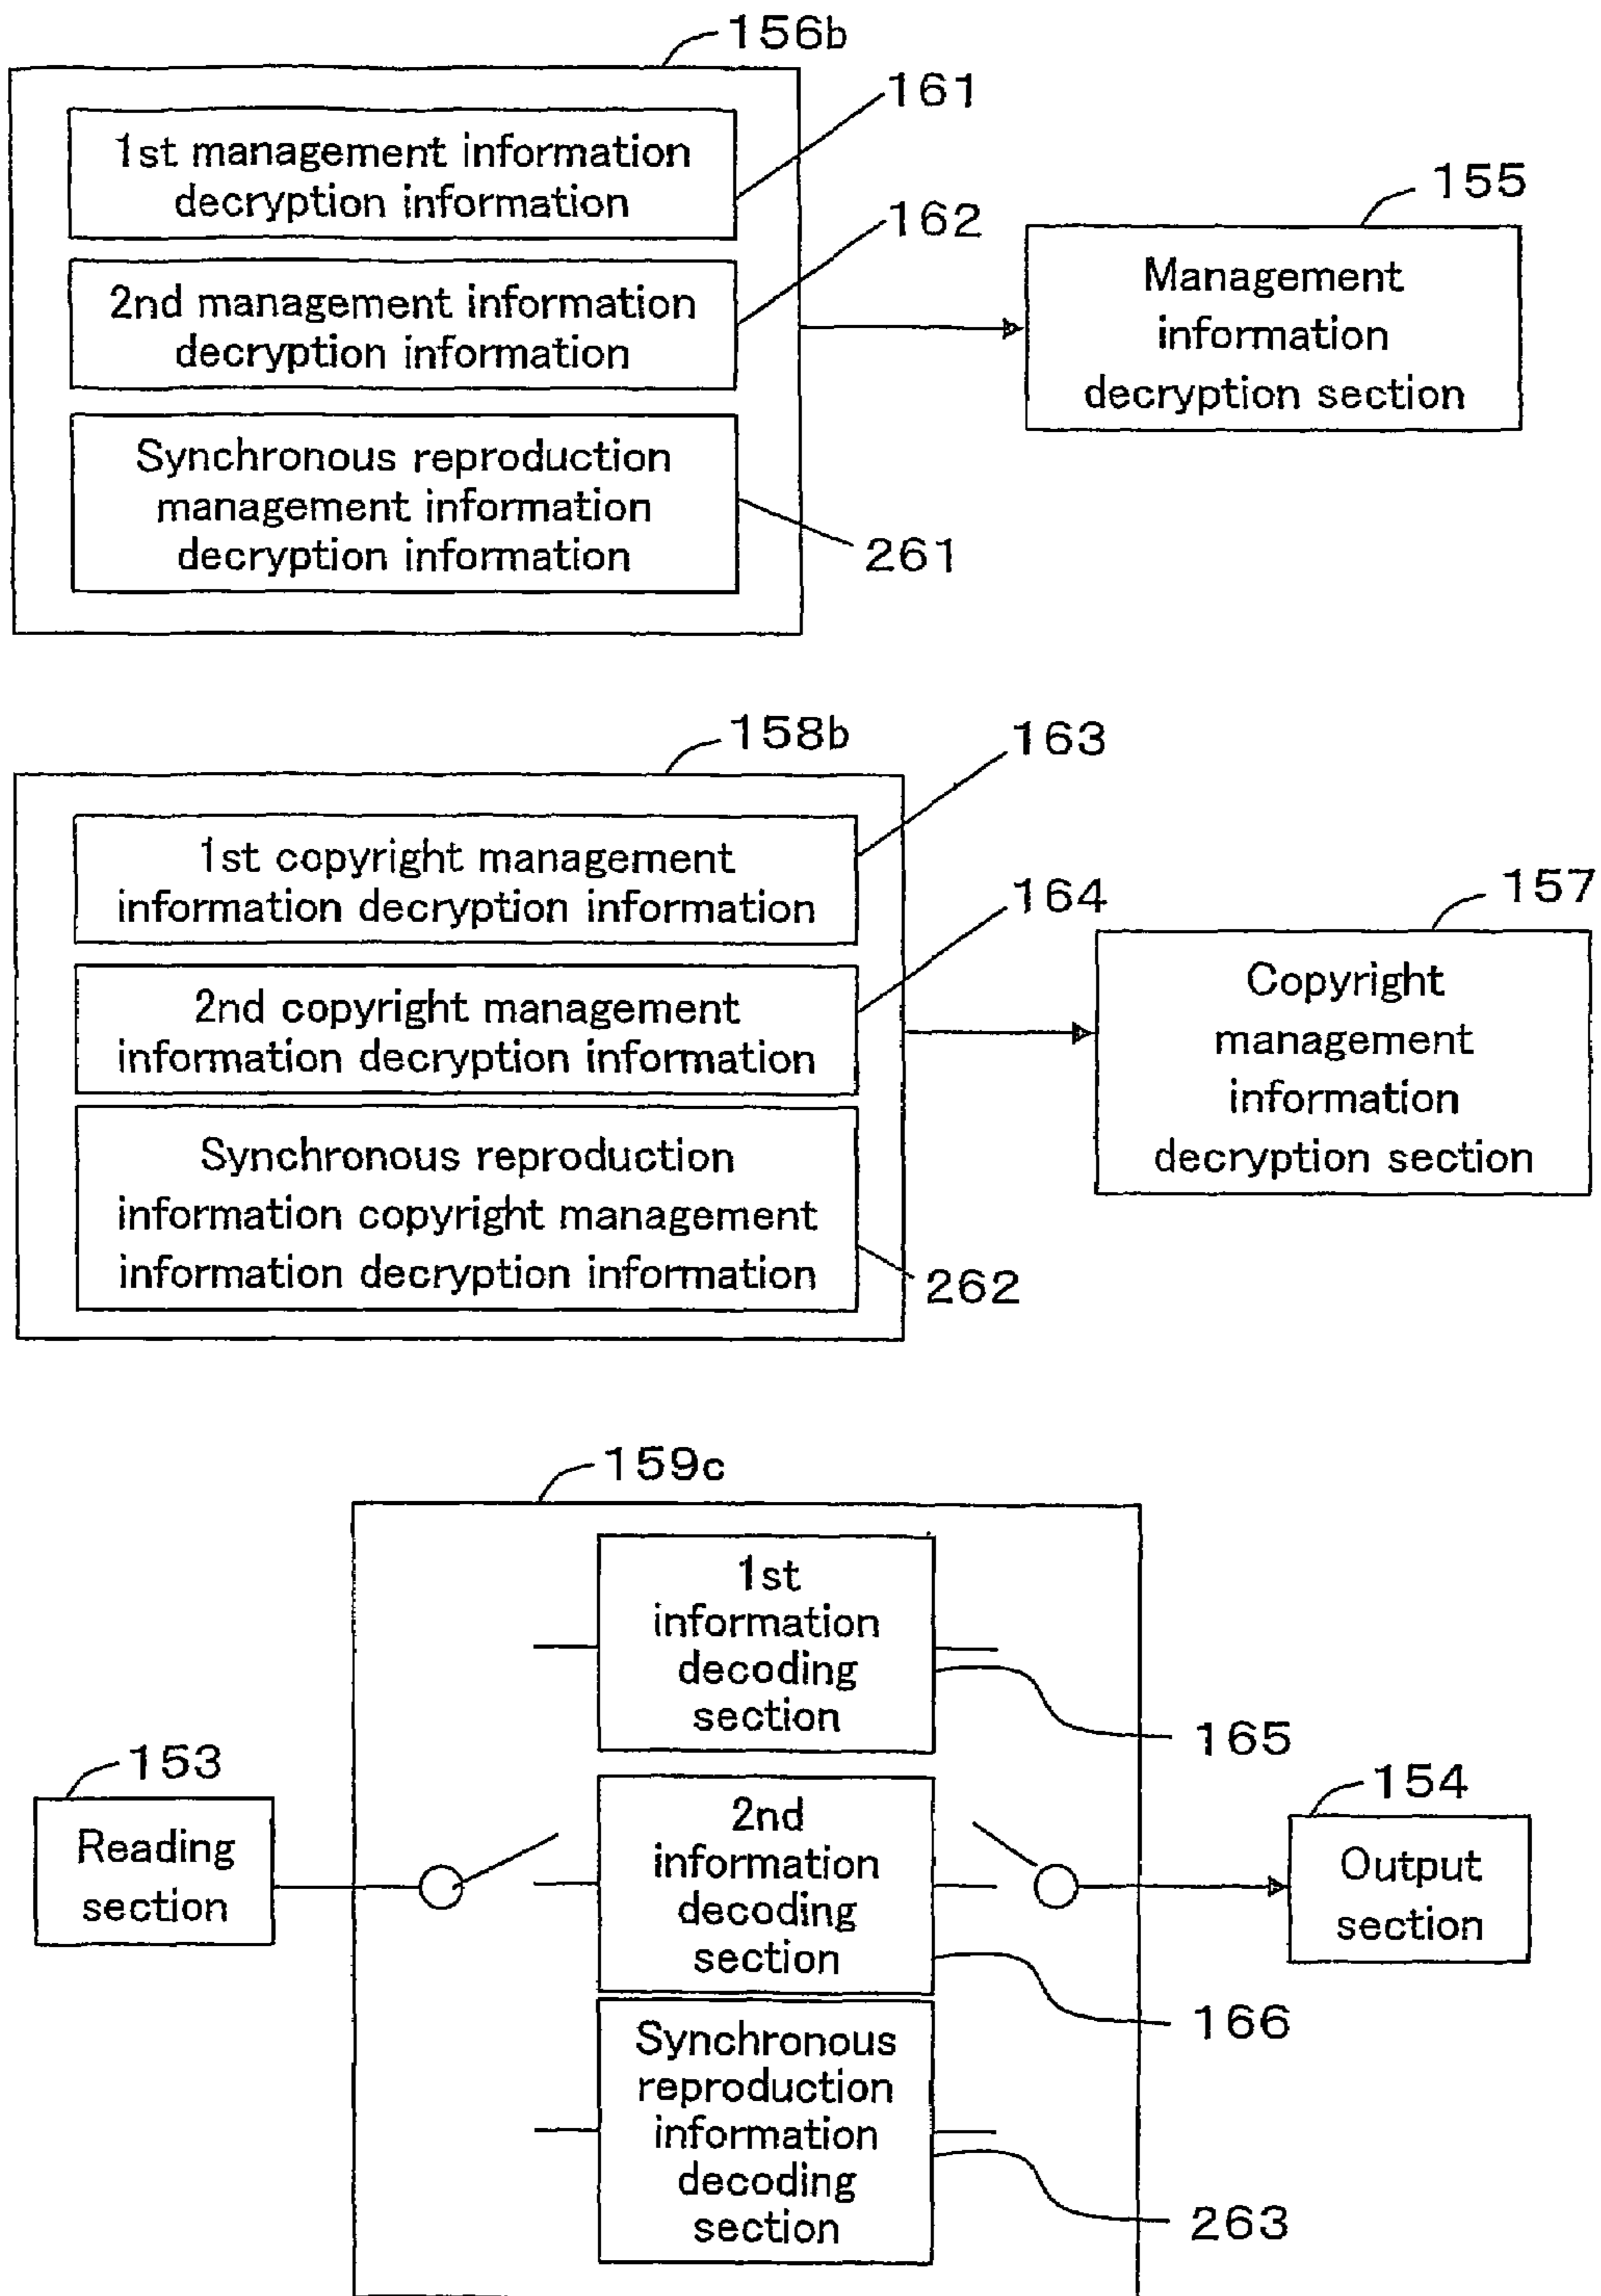 156b
161
1st management information
decryption information
155
162
Management
information
decryption section
2nd management information
decryption information
Synchronous reproduction
management information
decryption information
261
158b
163
1st copyright management
information decryption information
164
157
Copyright
management
information
decryption section
2nd copyright management
information decryption information
Synchronous reproduction
information copyright management
information decryption information
262
159c
1st
information
decoding
section
165
153
Reading
section
154
2nd
information
decoding
section
Output
section
166
Synchronous
reproduction
information
decoding
section
263